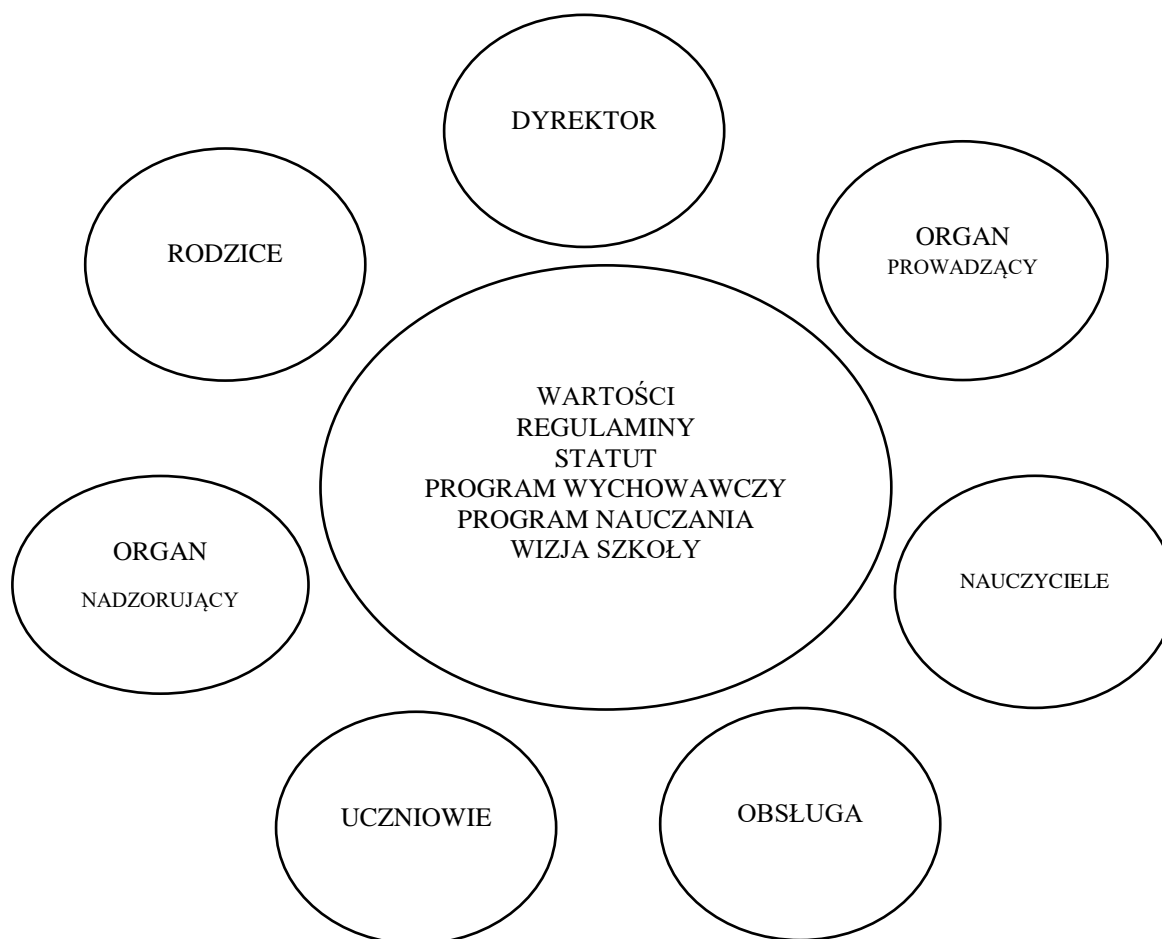 DYREKTOR
RODZICE
ORGAN
PROWADZĄCY
WARTOŚCI
REGULAMINY
STATUT
PROGRAM WYCHOWAWCZY
PROGRAM NAUCZANIA
WIZJA SZKOŁY
ORGAN
NADZORUJĄCY
NAUCZYCIELE
UCZNIOWIE
OBSŁUGA